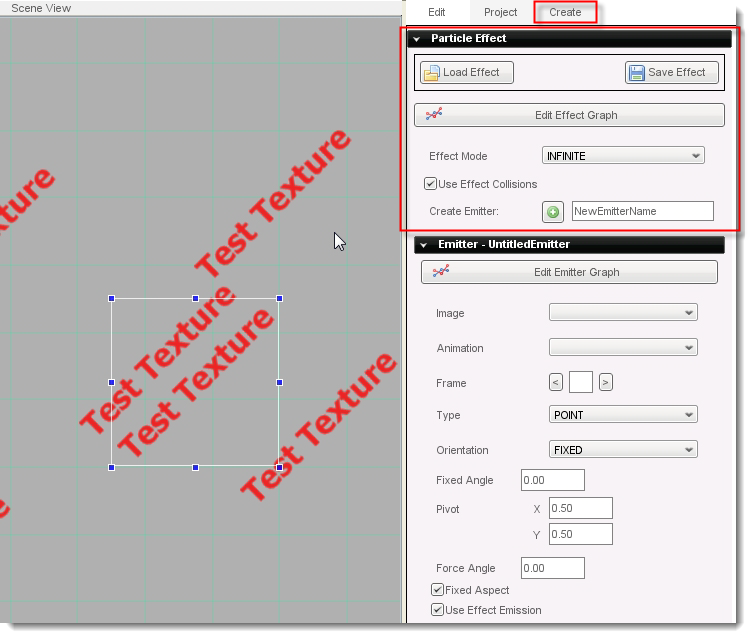 Scene View
Edit Project Create
Particle Effect
Load Effect Save Effect
Edit Effect Graph
Effect Mode INFINITE
Use Effect Collisions
Create Emitter: NewEmitterName
Emitter - UntitledEmitter
Edit Emitter Graph
Image
Animation
Frame < >
Type POINT
Orientation FIXED
Fixed Angle 0.00
Pivot X 0.50
Y 0.50
Force Angle 0.00
Fixed Aspect
Use Effect Emission
Test Texture
Test Texture
Test Texture
Test Texture
xture